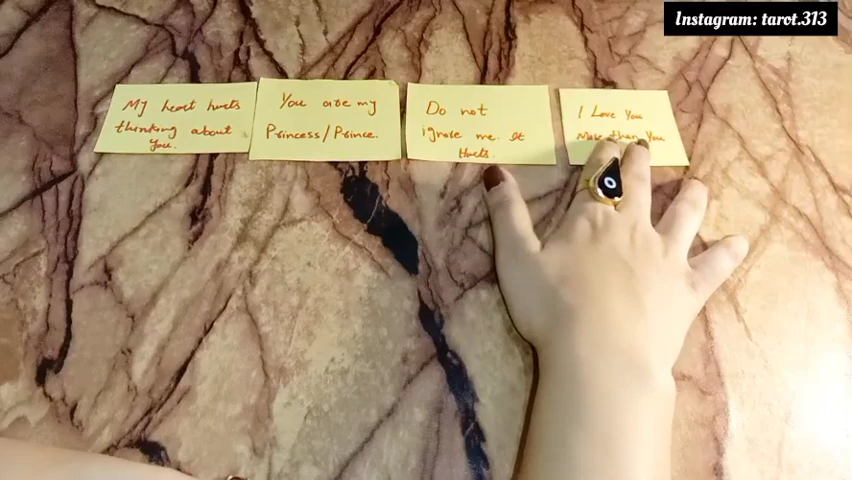 Instagram: tarot.313
My heart hurts
thinking about
you.
You are my
Princess/Prince.
Do not
ignore me. It
Hurts.
I Love You
More than You